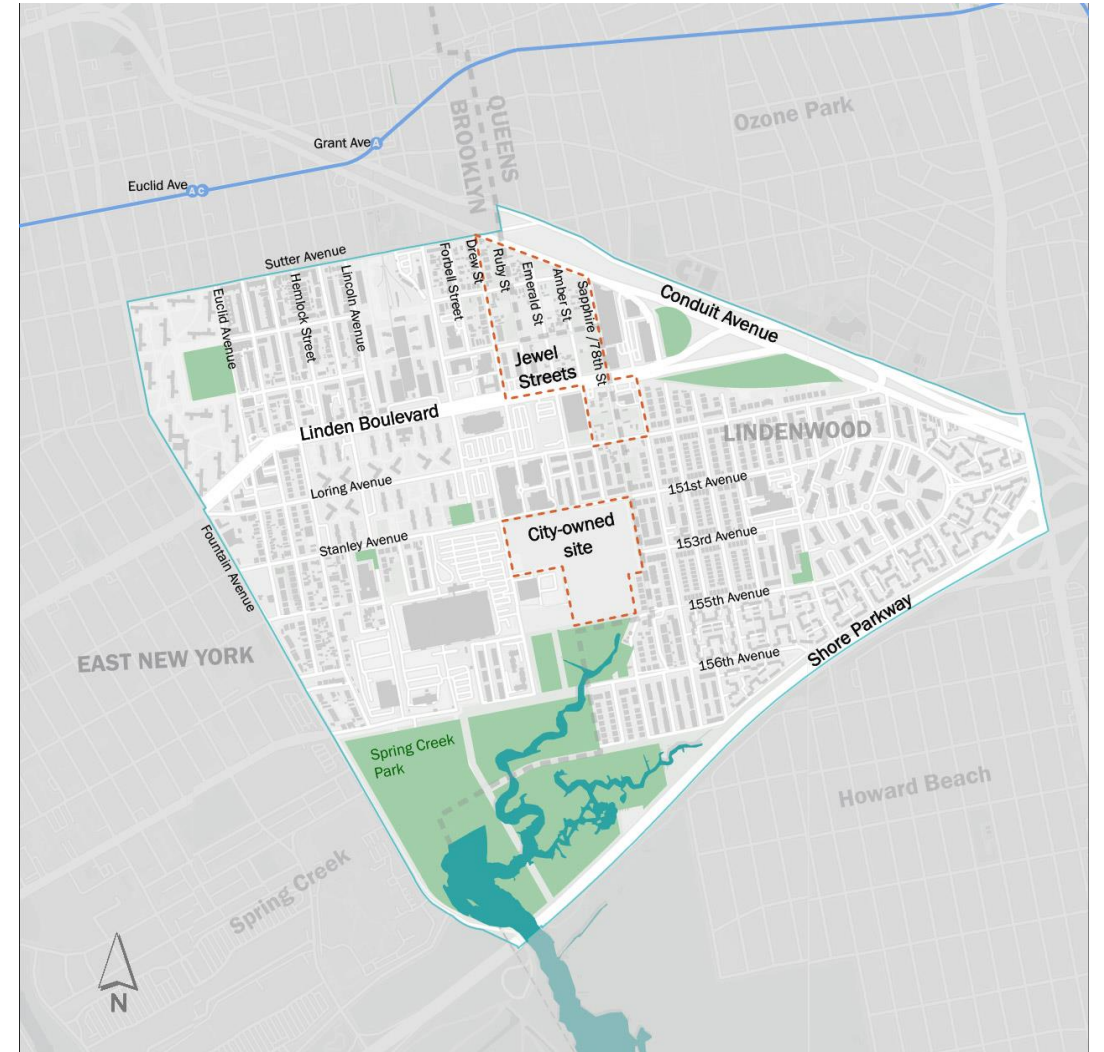 Ozone Park
QUEENS
BROOKLYN
Grant Ave A
Euclid Ave A C
Sutter Avenue
Euclid Avenue
Hemlock Street
Lincoln Avenue
Forbell Street
Drew St
Ruby St
Emerald St
Amber St
Sapphire /78th St
Conduit Avenue
Jewel
Streets
Linden Boulevard
LINDENWOOD
Loring Avenue
151st Avenue
Stanley Avenue
City-owned
site
153rd Avenue
Fountain Avenue
155th Avenue
Shore Parkway
EAST NEW YORK
156th Avenue
Spring Creek
Park
Howard Beach
Spring Creek
N